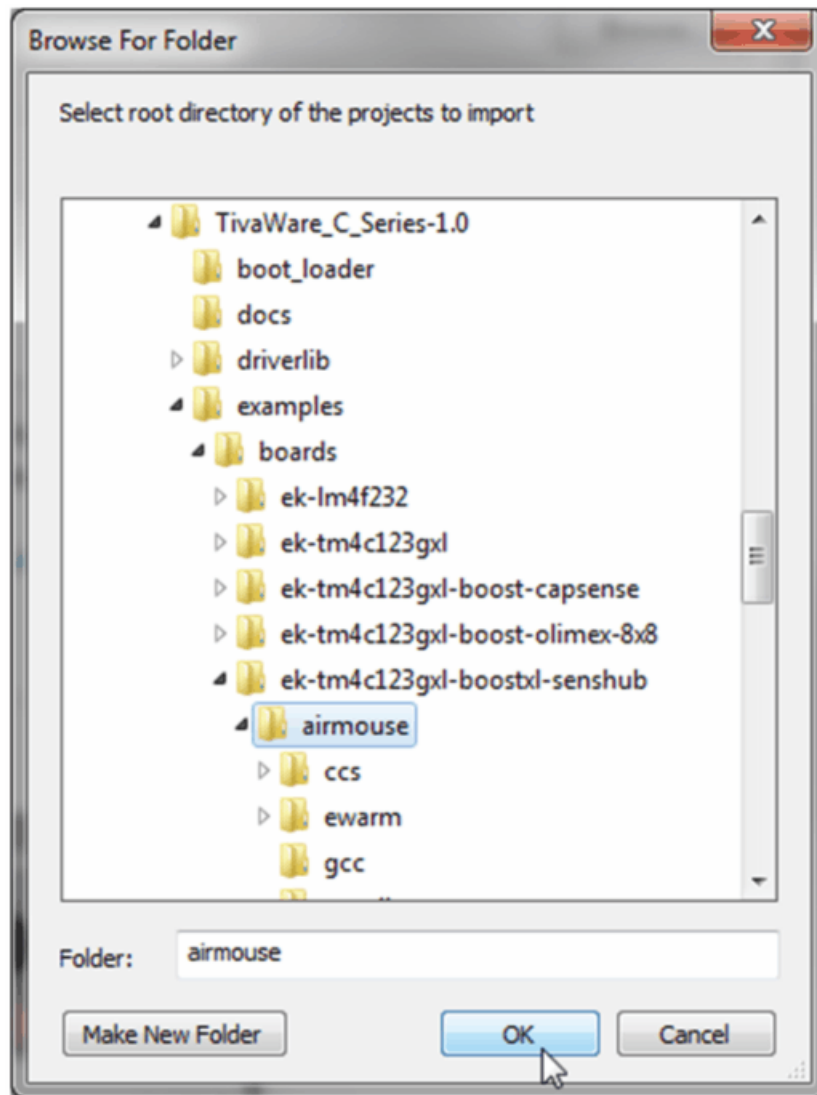 Browse For Folder
Select root directory of the projects to import
TivaWare_C_Series-1.0
boot_loader
docs
driverlib
examples
boards
ek-lm4f232
ek-tm4c123gxl
ek-tm4c123gxl-boost-capsense
ek-tm4c123gxl-boost-olimex-8x8
ek-tm4c123gxl-boostxl-senshub
airmouse
ccs
ewarm
gcc
Folder: airmouse
Make New Folder OK Cancel